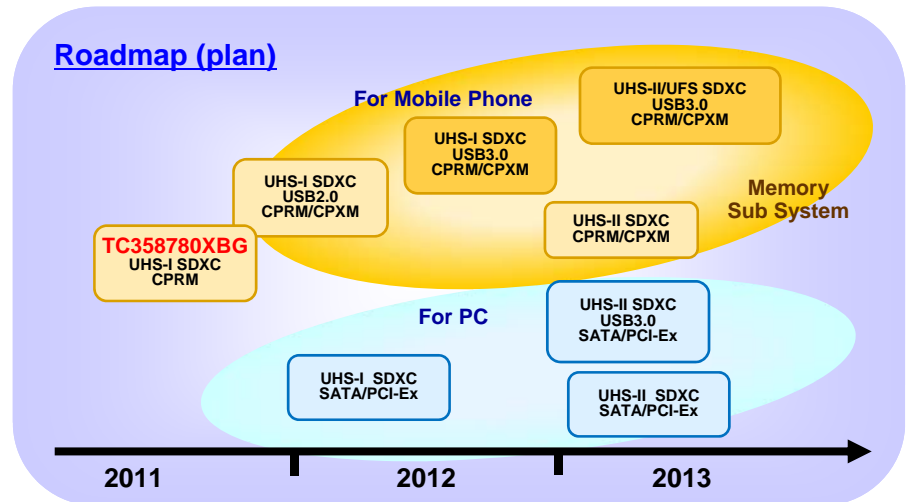 Roadmap (plan)
For Mobile Phone
UHS-II/UFS SDXC
USB3.0
CPRM/CPXM
UHS-I SDXC
USB3.0
CPRM/CPXM
UHS-I SDXC
USB2.0
CPRM/CPXM
Memory
Sub System
UHS-II SDXC
CPRM/CPXM
TC358780XBG
UHS-I SDXC
CPRM
For PC
UHS-II SDXC
USB3.0
SATA/PCI-Ex
UHS-I SDXC
SATA/PCI-Ex
UHS-II SDXC
SATA/PCI-Ex
2011
2012
2013